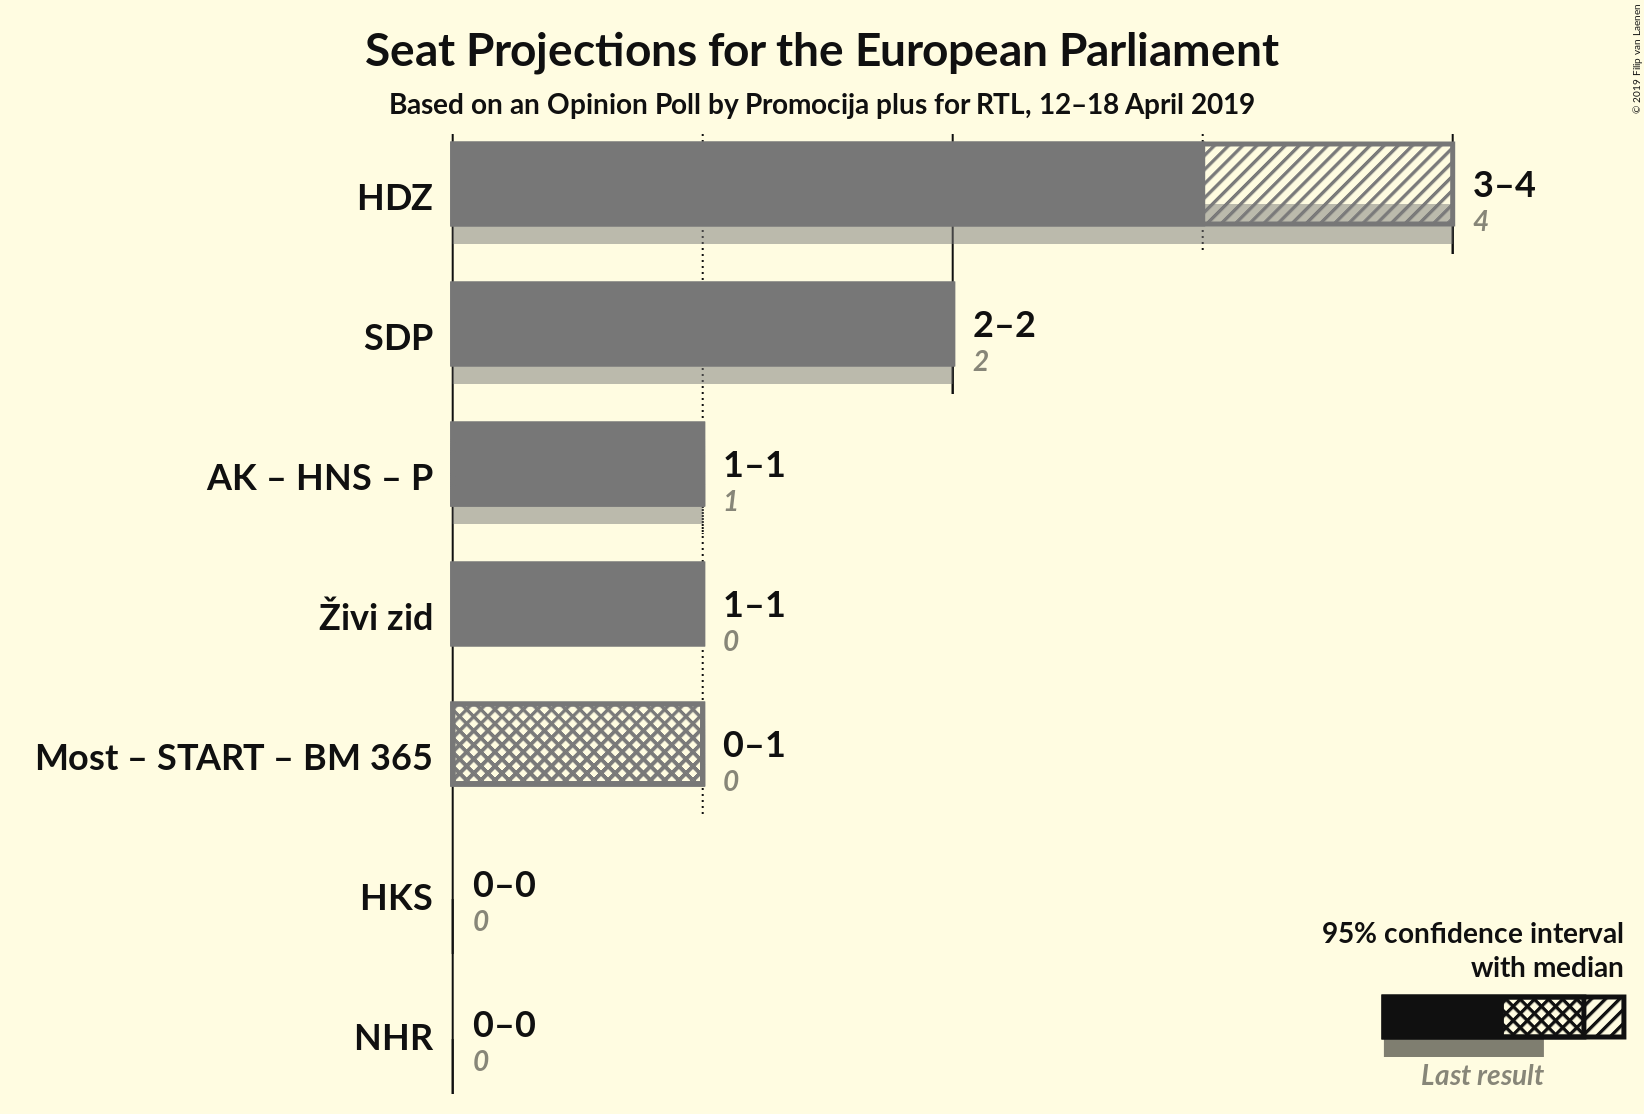 Seat Projections for the European Parliament
Based on an Opinion Poll by Promocija plus for RTL, 12–18 April 2019
© 2019 Filip van Laenen
HDZ
3–4
4
SDP
2–2
2
AK – HNS – P
1–1
1
Živi zid
1–1
0
Most – START – BM 365
0–1
0
HKS
0–0
0
NHR
0–0
0
95% confidence interval
with median
Last result